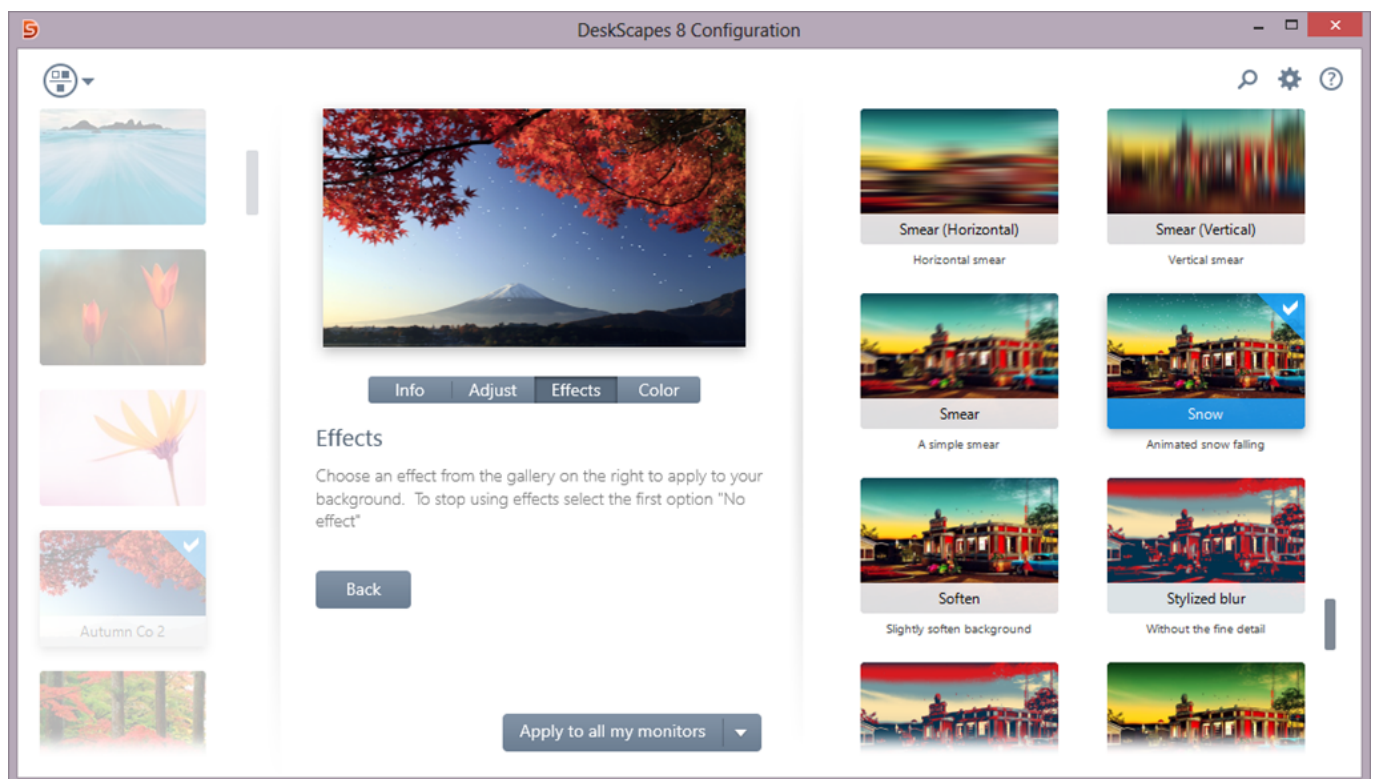 DeskScapes 8 Configuration
Info
Adjust
Effects
Color
Effects
Choose an effect from the gallery on the right to apply to your
background. To stop using effects select the first option "No
effect"
Back
Apply to all my monitors
Autumn Co 2
Smear (Horizontal)
Horizontal smear
Smear (Vertical)
Vertical smear
Smear
A simple smear
Snow
Animated snow falling
Soften
Slightly soften background
Stylized blur
Without the fine detail